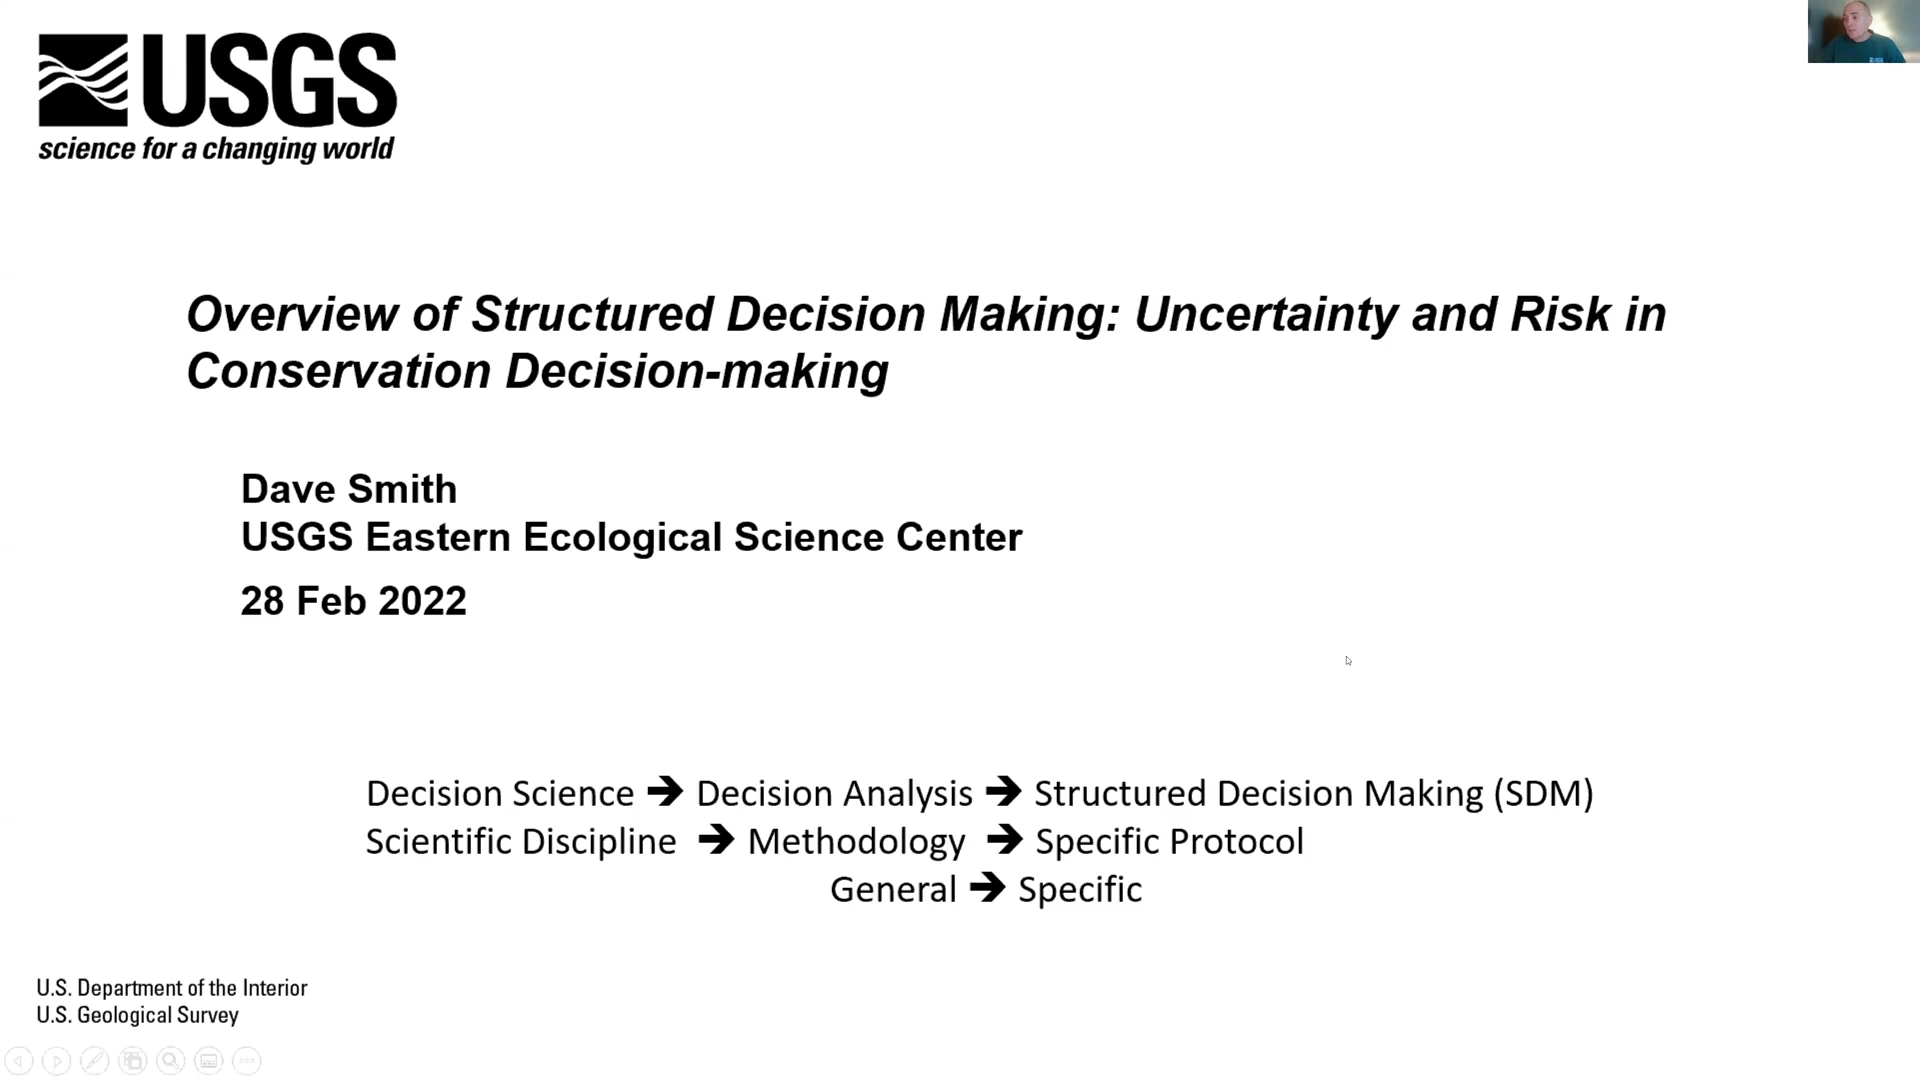 USGS
science for a changing world
Overview of Structured Decision Making: Uncertainty and Risk in
Conservation Decision-making
Dave Smith
USGS Eastern Ecological Science Center
28 Feb 2022
Decision Science ➔ Decision Analysis ➔ Structured Decision Making (SDM)
Scientific Discipline ➔ Methodology ➔ Specific Protocol
General ➔ Specific
U.S. Department of the Interior
U.S. Geological Survey